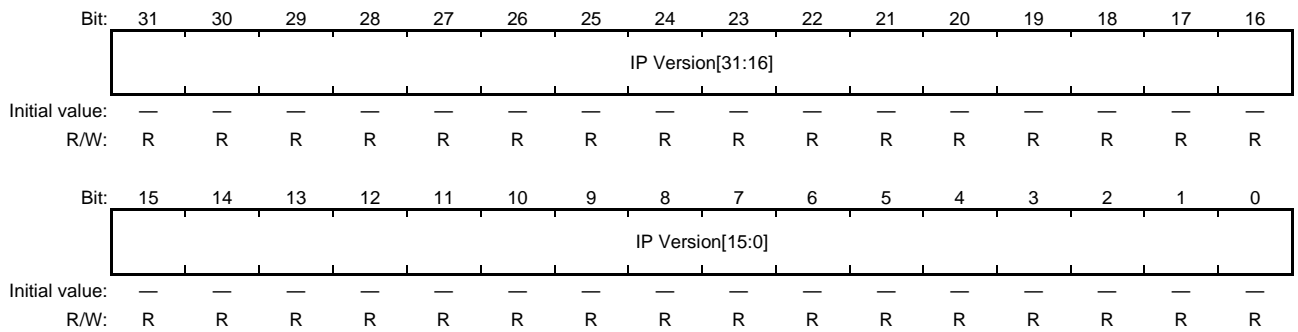 Bit: 31 30 29 28 27 26 25 24 23 22 21 20 19 18 17 16
IP Version[31:16]
Initial value: — — — — — — — — — — — — — — — —
R/W: R R R R R R R R R R R R R R R R
Bit: 15 14 13 12 11 10 9 8 7 6 5 4 3 2 1 0
IP Version[15:0]
Initial value: — — — — — — — — — — — — — — — —
R/W: R R R R R R R R R R R R R R R R